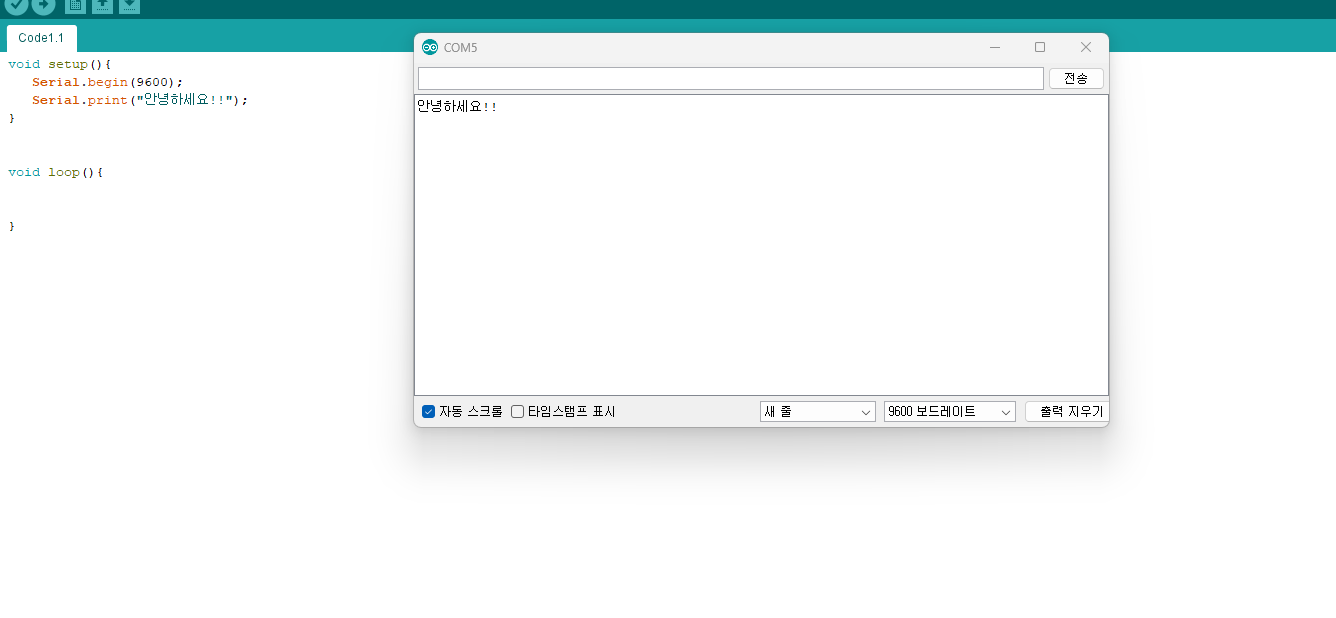 Code1.1
void setup(){
Serial.begin(9600);
Serial.print("안녕하세요!!");
}
void loop(){
}
COM5
전송
안녕하세요!!
자동 스크롤 타임스탬프 표시 새 줄 9600 보드레이트 출력 지우기